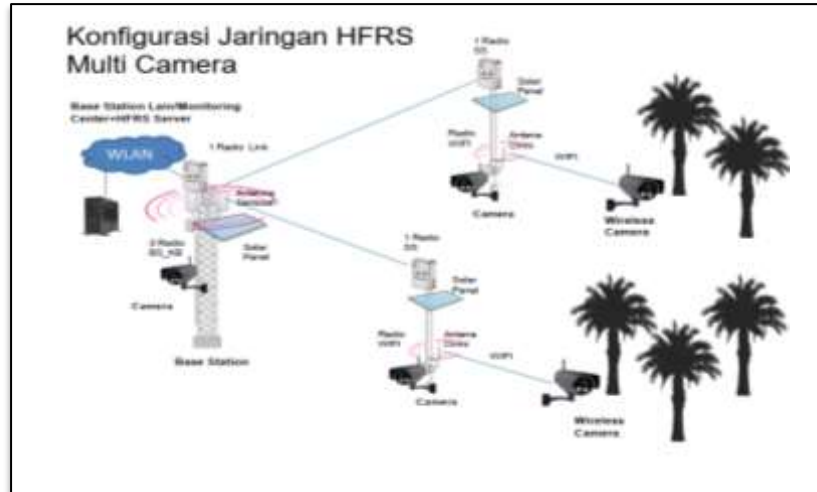 Konfigurasi Jaringan HFRS
Multi Camera
1 Radio
SS
Solar
Panel
Base Station Lain/Monitoring
Center+HFRS Server
WLAN
1 Radio Link
Radio
WIFI
Antena
Omni
WIFI
Antena
Sectoral
Camera
Wireless
Camera
1 Radio
SS
Solar
Panel
Solar
Panel
Camera
Radio
WIFI
Antena
Omni
WIFI
Base Station
Camera
Wireless
Camera